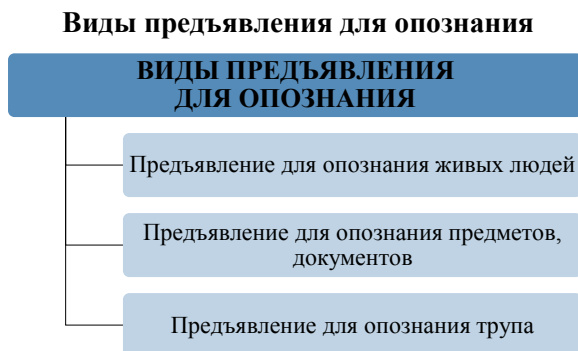 Виды предъявления для опознания
ВИДЫ ПРЕДЪЯВЛЕНИЯ
ДЛЯ ОПОЗНАНИЯ
Предъявление для опознания живых людей
Предъявление для опознания предметов,
документов
Предъявление для опознания трупа